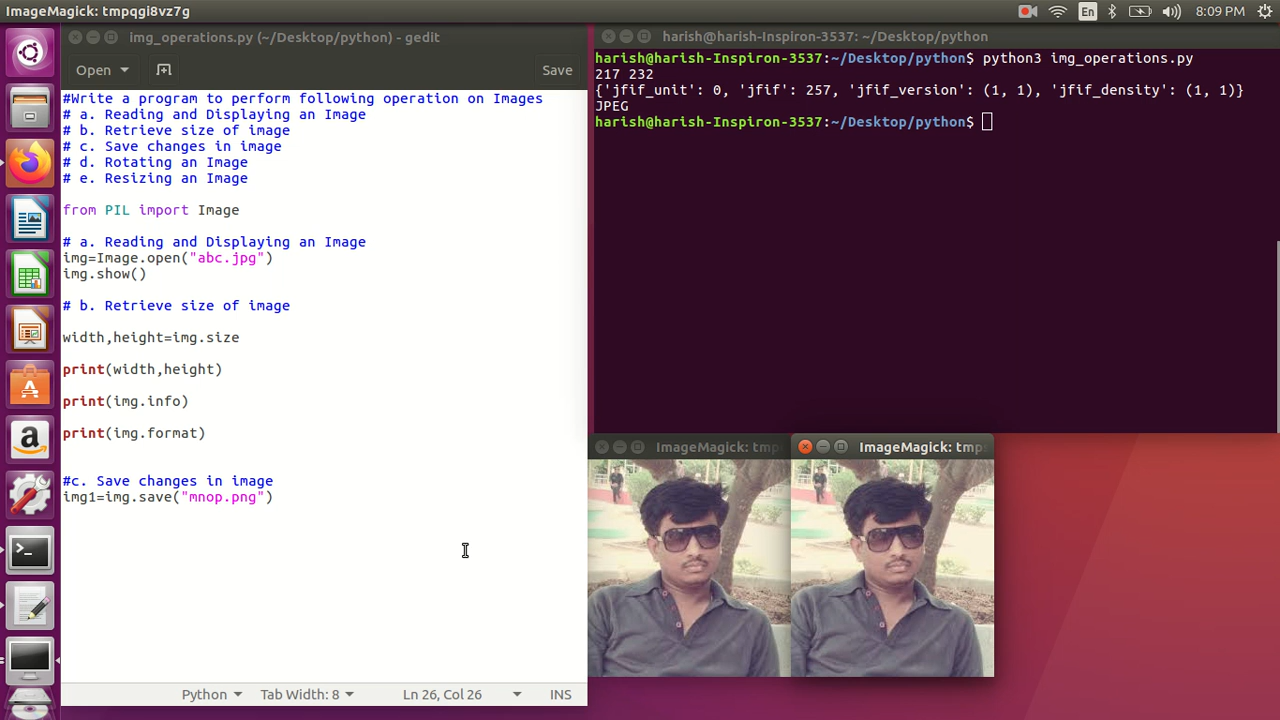 ImageMagick: tmpqgi8vz7g
En
8:09 PM
img_operations.py (~/Desktop/python) - gedit
Open
Save
#Write a program to perform following operation on Images
# a. Reading and Displaying an Image
# b. Retrieve size of image
# c. Save changes in image
# d. Rotating an Image
# e. Resizing an Image
from PIL import Image
# a. Reading and Displaying an Image
img=Image.open("abc.jpg")
img.show()
# b. Retrieve size of image
width,height=img.size
print(width,height)
print(img.info)
print(img.format)
#c. Save changes in image
img1=img.save("mnop.png")
Python
Tab Width: 8
Ln 26, Col 26
INS
harish@harish-Inspiron-3537: ~/Desktop/python
harish@harish-Inspiron-3537:~/Desktop/python$ python3 img_operations.py
217 232
{'jfif_unit': 0, 'jfif': 257, 'jfif_version': (1, 1), 'jfif_density': (1, 1)}
JPEG
harish@harish-Inspiron-3537:~/Desktop/python$
ImageMagick: tmp
ImageMagick: tmp